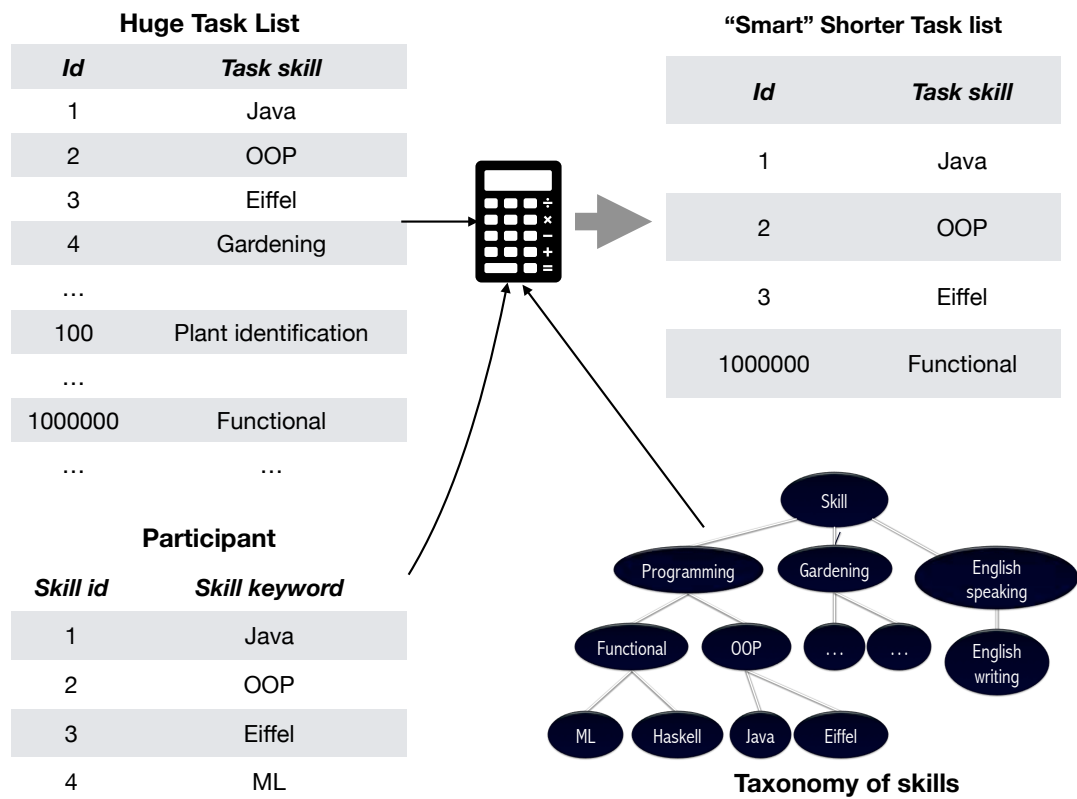 Huge Task List
Id Task skill
1 Java
2 OOP
3 Eiffel
4 Gardening
…
100 Plant identification
…
1000000 Functional
… …
“Smart” Shorter Task list
Id Task skill
1 Java
2 OOP
3 Eiffel
1000000 Functional
÷
×
−
+
=
Participant
Skill id Skill keyword
1 Java
2 OOP
3 Eiffel
4 ML
Skill
Programming Gardening English
speaking
Functional OOP … … English
writing
ML Haskell Java Eiffel
Taxonomy of skills